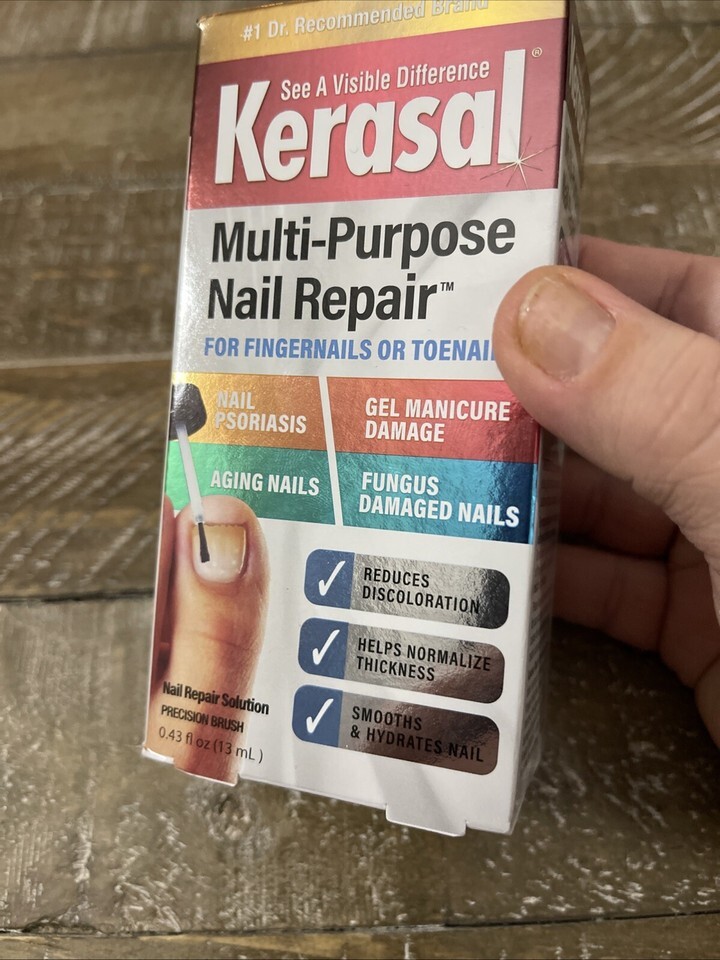 #1 Dr. Recommended Brand
See A Visible Difference
Kerasal®
Multi-Purpose
Nail Repair™
FOR FINGERNAILS OR TOENAI
NAIL
PSORIASIS
GEL MANICURE
DAMAGE
AGING NAILS
FUNGUS
DAMAGED NAILS
REDUCES
DISCOLORATION
HELPS NORMALIZE
THICKNESS
SMOOTHS
& HYDRATES NAIL
Nail Repair Solution
PRECISION BRUSH
0.43 fl oz (13 mL)